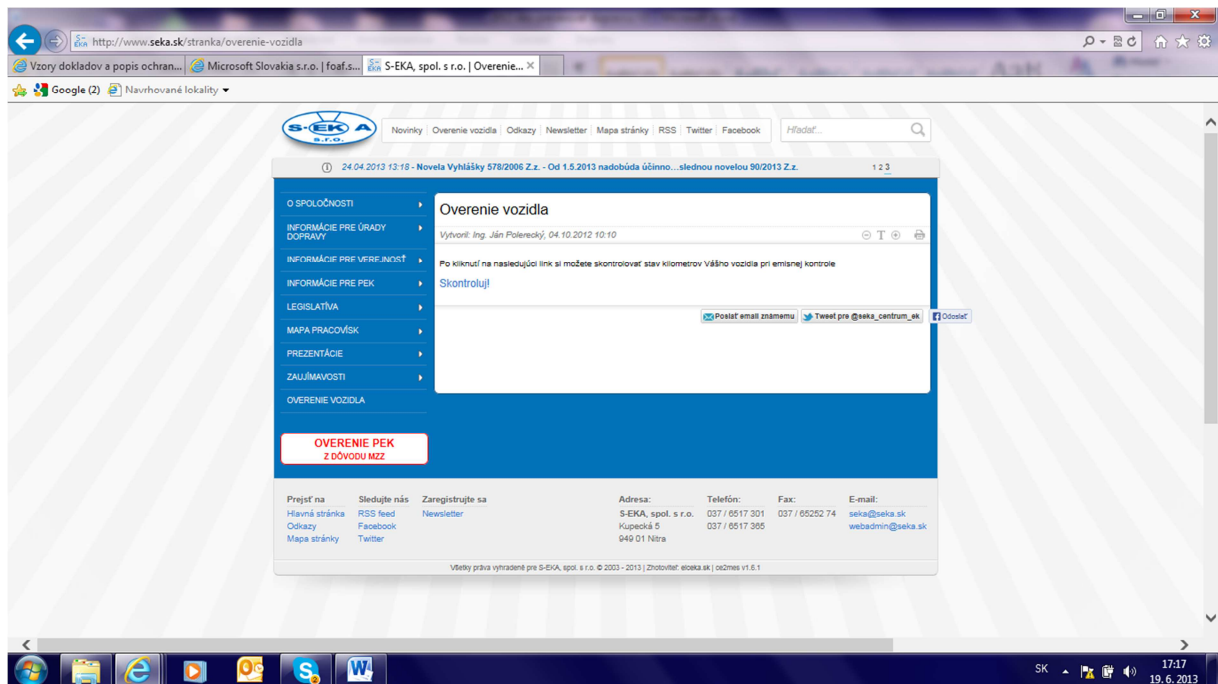 http://www.seka.sk/stranka/overenie-vozidla
Vzory dokladov a popis ochran...
Microsoft Slovakia s.r.o. | foaf.s...
S-EKA, spol. s r.o. | Overenie...
Google (2)
Navrhované lokality
S-EKA
s.r.o.
Novinky | Overenie vozidla | Odkazy | Newsletter | Mapa stránky | RSS | Twitter | Facebook
Hľadať...
24.04.2013 13:18 - Novela Vyhlášky 578/2006 Z.z. - Od 1.5.2013 nadobúda účinno...slednou novelou 90/2013 Z.z.
1 2 3
O SPOLOČNOSTI
INFORMÁCIE PRE ÚRADY
DOPRAVY
INFORMÁCIE PRE VEREJNOSŤ
INFORMÁCIE PRE PEK
LEGISLATÍVA
MAPA PRACOVÍSK
PREZENTÁCIE
ZAUJÍMAVOSTI
OVERENIE VOZIDLA
OVERENIE PEK
Z DÔVODU MZZ
Overenie vozidla
Vytvoril: Ing. Ján Polerecký, 04.10.2012 10:10
T
Po kliknutí na nasledujúci link si možete skontrolovať stav kilometrov Vášho vozidla pri emisnej kontrole
Skontroluj!
Poslať email známemu
Tweet pre @seka_centrum_ek
Odoslať
Prejsť na
Hlavná stránka
Odkazy
Mapa stránky
Sledujte nás
RSS feed
Facebook
Twitter
Zaregistrujte sa
Newsletter
Adresa:
S-EKA, spol. s r.o.
Kupecká 5
949 01 Nitra
Telefón:
037 / 6517 301
037 / 6517 365
Fax:
037 / 65252 74
E-mail:
seka@seka.sk
webadmin@seka.sk
Všetky práva vyhradené pre S-EKA, spol. s r.o. © 2003 - 2013 | Zhotoviteľ: eloeka.sk | ce2mes v1.6.1
SK
17:17
19. 6. 2013